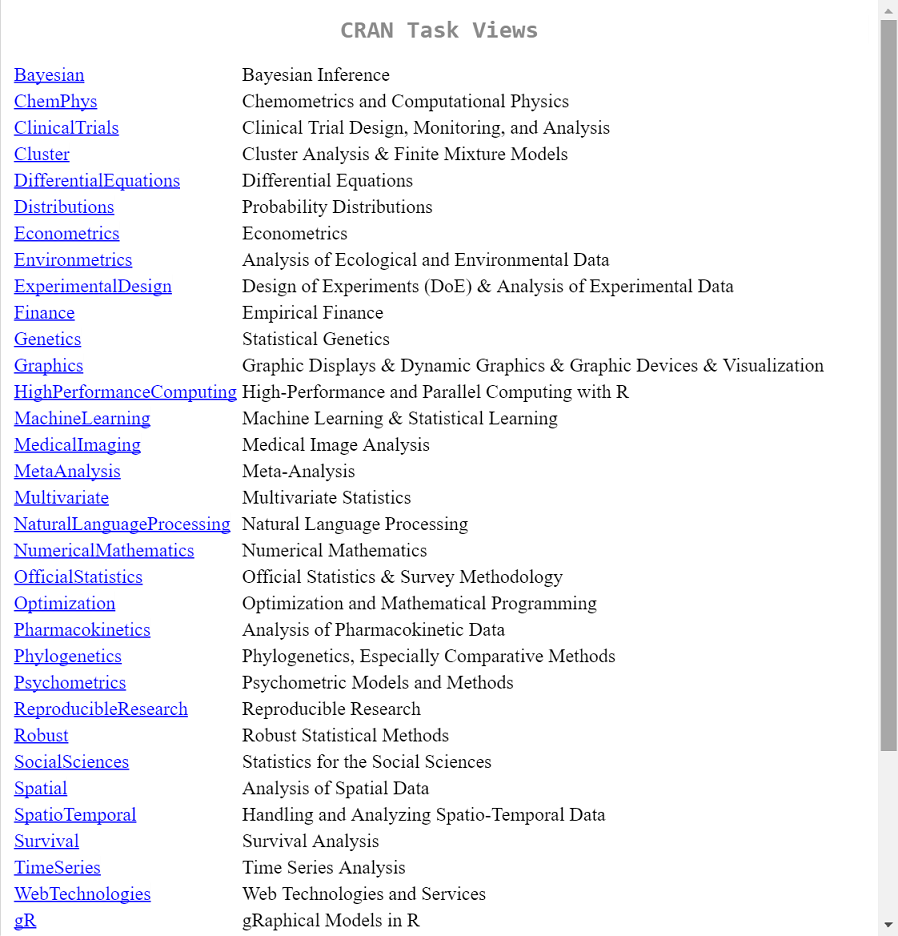 CRAN Task Views
Bayesian Bayesian Inference
ChemPhys Chemometrics and Computational Physics
ClinicalTrials Clinical Trial Design, Monitoring, and Analysis
Cluster Cluster Analysis & Finite Mixture Models
DifferentialEquations Differential Equations
Distributions Probability Distributions
Econometrics Econometrics
Environmetrics Analysis of Ecological and Environmental Data
ExperimentalDesign Design of Experiments (DoE) & Analysis of Experimental Data
Finance Empirical Finance
Genetics Statistical Genetics
Graphics Graphic Displays & Dynamic Graphics & Graphic Devices & Visualization
HighPerformanceComputing High-Performance and Parallel Computing with R
MachineLearning Machine Learning & Statistical Learning
MedicalImaging Medical Image Analysis
MetaAnalysis Meta-Analysis
Multivariate Multivariate Statistics
NaturalLanguageProcessing Natural Language Processing
NumericalMathematics Numerical Mathematics
OfficialStatistics Official Statistics & Survey Methodology
Optimization Optimization and Mathematical Programming
Pharmacokinetics Analysis of Pharmacokinetic Data
Phylogenetics Phylogenetics, Especially Comparative Methods
Psychometrics Psychometric Models and Methods
ReproducibleResearch Reproducible Research
Robust Robust Statistical Methods
SocialSciences Statistics for the Social Sciences
Spatial Analysis of Spatial Data
SpatioTemporal Handling and Analyzing Spatio-Temporal Data
Survival Survival Analysis
TimeSeries Time Series Analysis
WebTechnologies Web Technologies and Services
gR gRaphical Models in R